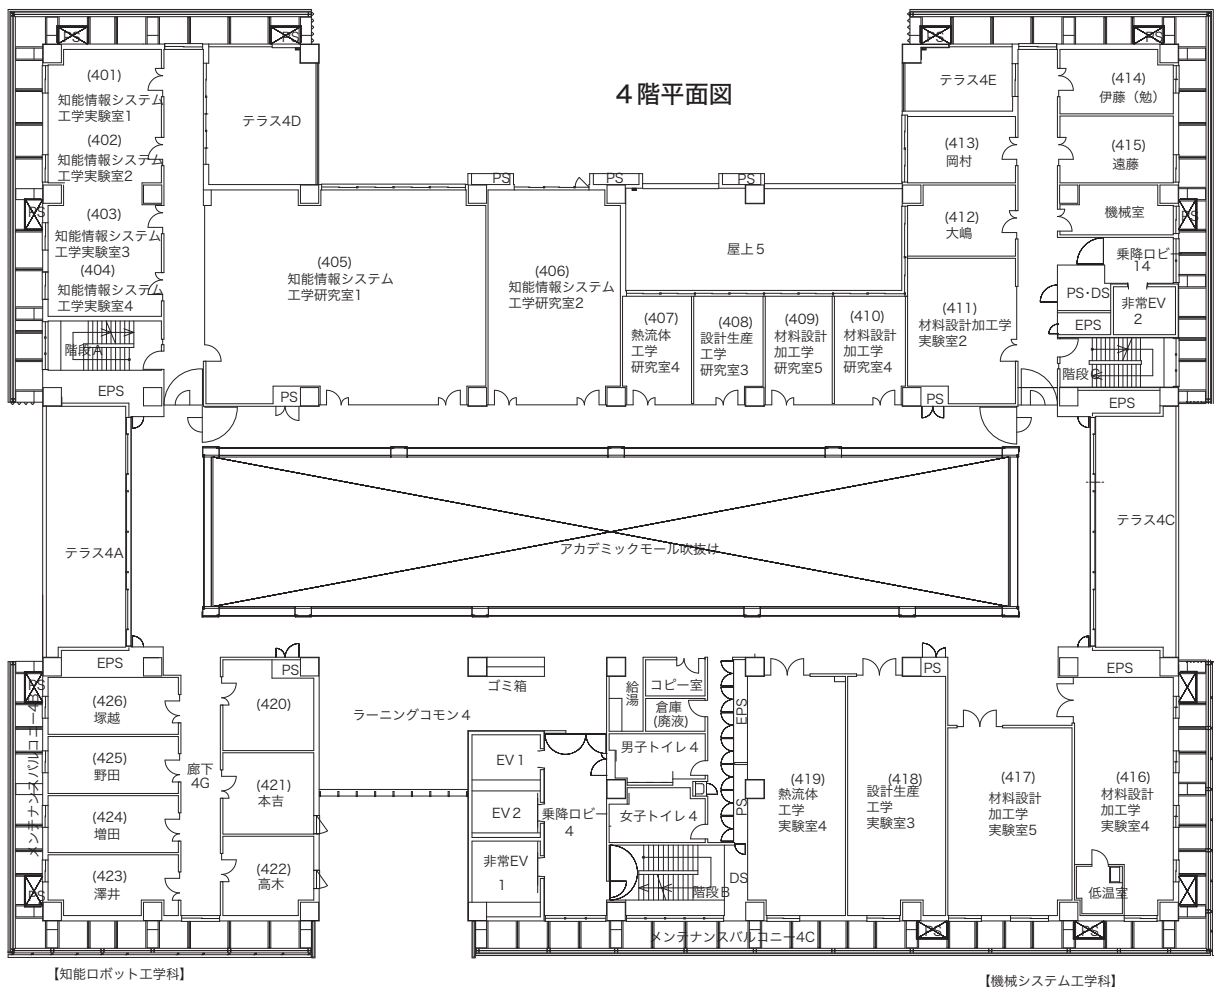 ４階平面図
PS
PS
PS
PS
(401)
知能情報システム
工学実験室1
(402)
知能情報システム
工学実験室2
テラス4D
テラス4E
(414)
伊藤（勉）
(413)
岡村
(415)
遠藤
PS
PS
PS
PS
(403)
知能情報システム
工学実験室3
(404)
知能情報システム
工学実験室4
(405)
知能情報システム
工学研究室1
(406)
知能情報システム
工学研究室2
屋上５
(412)
大嶋
機械室
PS
乗降ロビー
14
PS・DS
非常EV
2
EPS
(407)
熱流体
工学
研究室4
(408)
設計生産
工学
研究室3
(409)
材料設計
加工学
研究室5
(410)
材料設計
加工学
研究室4
(411)
材料設計加工学
実験室2
階段A
EPS
PS
PS
階段C
EPS
テラス4A
アカデミックモール吹抜け
テラス4C
EPS
PS
ゴミ箱
給湯
コピー室
倉庫
(廃液)
EPS
PS
EPS
PS
(426)
塚越
(420)
ラーニングコモン４
男子トイレ４
メンテナンスバルコニー4D
(425)
野田
廊下
4G
(421)
本吉
EV１
EV２
乗降ロビー
4
女子トイレ４
PS
(419)
熱流体
工学
実験室4
(418)
設計生産
工学
実験室3
(417)
材料設計
加工学
実験室5
(416)
材料設計
加工学
実験室4
(424)
増田
(423)
澤井
(422)
高木
非常EV
1
階段B
DS
低温室
PS
メンテナンスバルコニー4C
PS
PS
【知能ロボット工学科】
【機械システム工学科】